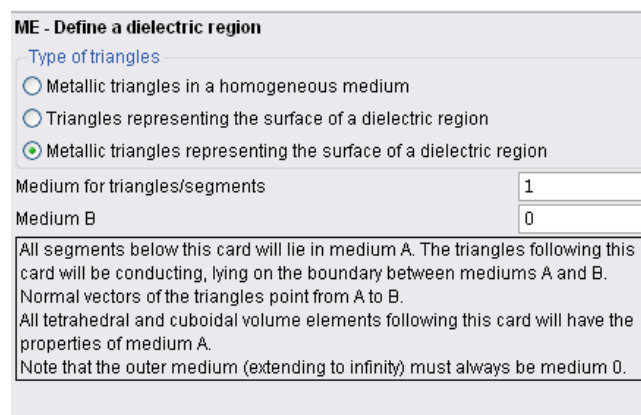 ME - Define a dielectric region
Type of triangles
Metallic triangles in a homogeneous medium
Triangles representing the surface of a dielectric region
Metallic triangles representing the surface of a dielectric region
Medium for triangles/segments 1
Medium B 0
All segments below this card will lie in medium A. The triangles following this
card will be conducting, lying on the boundary between mediums A and B.
Normal vectors of the triangles point from A to B.
All tetrahedral and cuboidal volume elements following this card will have the
properties of medium A.
Note that the outer medium (extending to infinity) must always be medium 0.